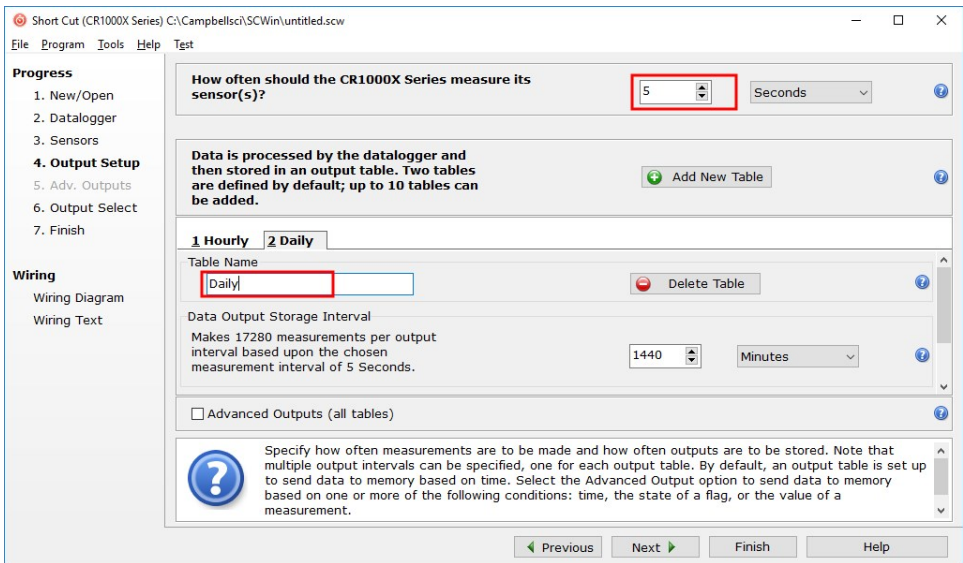 Short Cut (CR1000X Series) C:\Campbellsci\SCWin\untitled.scw
File Program Tools Help Test
Progress
1. New/Open
2. Datalogger
3. Sensors
4. Output Setup
5. Adv. Outputs
6. Output Select
7. Finish
Wiring
Wiring Diagram
Wiring Text
How often should the CR1000X Series measure its
sensor(s)?
5
Seconds
Data is processed by the datalogger and
then stored in an output table. Two tables
are defined by default; up to 10 tables can
be added.
Add New Table
1 Hourly 2 Daily
Table Name
Daily
Delete Table
Data Output Storage Interval
Makes 17280 measurements per output
interval based upon the chosen
measurement interval of 5 Seconds.
1440
Minutes
Advanced Outputs (all tables)
Specify how often measurements are to be made and how often outputs are to be stored. Note that
multiple output intervals can be specified, one for each output table. By default, an output table is set up
to send data to memory based on time. Select the Advanced Output option to send data to memory
based on one or more of the following conditions: time, the state of a flag, or the value of a
measurement.
Previous Next Finish Help